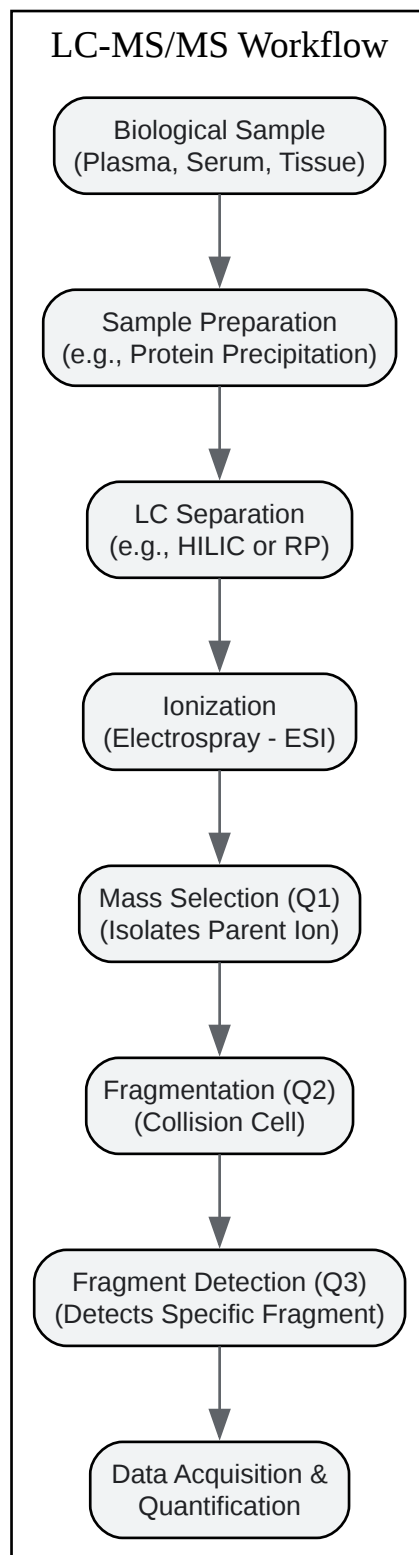 LC-MS/MS Workflow
Biological Sample
(Plasma, Serum, Tissue)
Sample Preparation
(e.g., Protein Precipitation)
LC Separation
(e.g., HILIC or RP)
Ionization
(Electrospray - ESI)
Mass Selection (Q1)
(Isolates Parent Ion)
Fragmentation (Q2)
(Collision Cell)
Fragment Detection (Q3)
(Detects Specific Fragment)
Data Acquisition &
Quantification